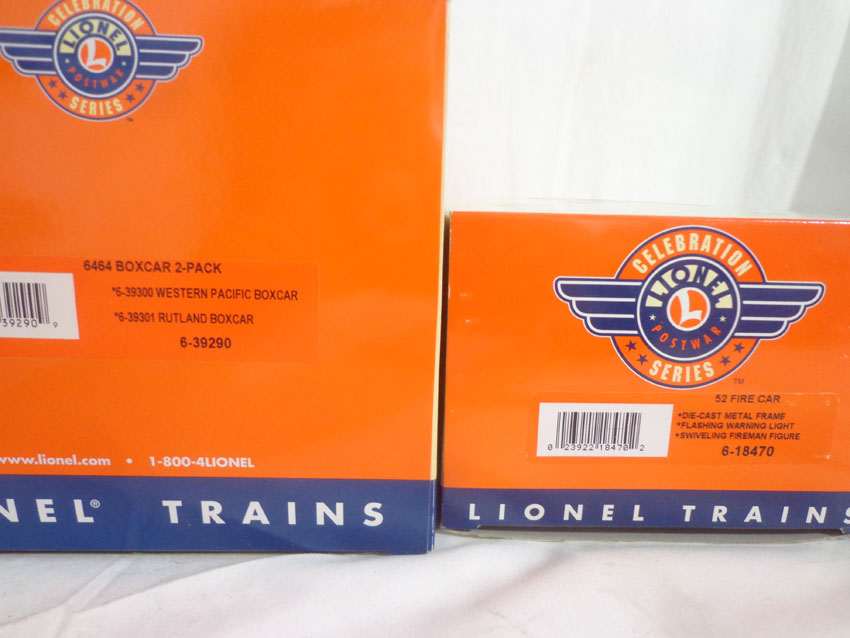 CELEBRATION
LIONEL
L
POSTWAR
SERIES
6464 BOXCAR 2-PACK
*6-39300 WESTERN PACIFIC BOXCAR
*6-39301 RUTLAND BOXCAR
6-39290
39290 9
www.lionel.com • 1-800-4LIONEL
NEL® TRAINS
CELEBRATION
LIONEL
L
POSTWAR
SERIES
TM
52 FIRE CAR
*DIE-CAST METAL FRAME
*FLASHING WARNING LIGHT
*SWIVELING FIREMAN FIGURE
6-18470
0 23922 18470 2
LIONEL TRAINS